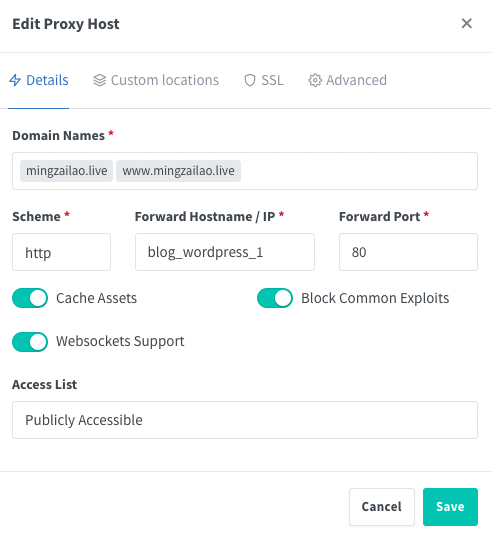 Edit Proxy Host
Details Custom locations SSL Advanced
Domain Names *
mingzailao.live www.mingzailao.live
Scheme * Forward Hostname / IP * Forward Port *
http blog_wordpress_1 80
Cache Assets Block Common Exploits
Websockets Support
Access List
Publicly Accessible
Cancel Save